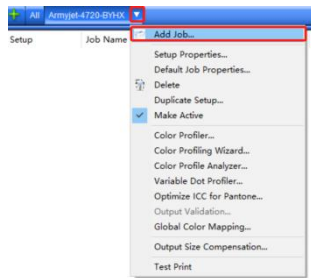 All Armyjet-4720-BYHX
Setup Job Name
Add Job...
Setup Properties...
Default Job Properties...
Delete
Duplicate Setup...
Make Active
Color Profiler...
Color Profiling Wizard...
Color Profile Analyzer...
Variable Dot Profiler...
Optimize ICC for Pantone...
Output Validation...
Global Color Mapping...
Output Size Compensation...
Test Print